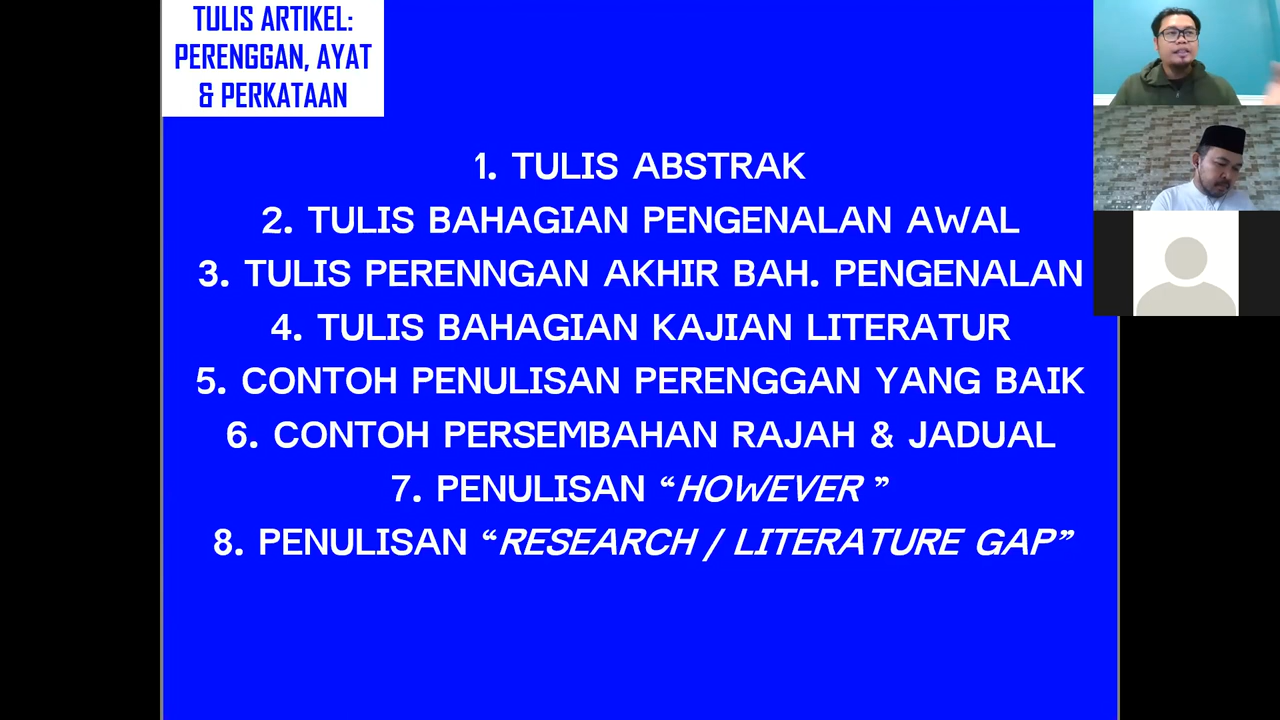 TULIS ARTIKEL:
PERENGGAN, AYAT
& PERKATAAN
1. TULIS ABSTRAK
2. TULIS BAHAGIAN PENGENALAN AWAL
3. TULIS PERENNGAN AKHIR BAH. PENGENALAN
4. TULIS BAHAGIAN KAJIAN LITERATUR
5. CONTOH PENULISAN PERENGGAN YANG BAIK
6. CONTOH PERSEMBAHAN RAJAH & JADUAL
7. PENULISAN “HOWEVER ”
8. PENULISAN “RESEARCH / LITERATURE GAP”